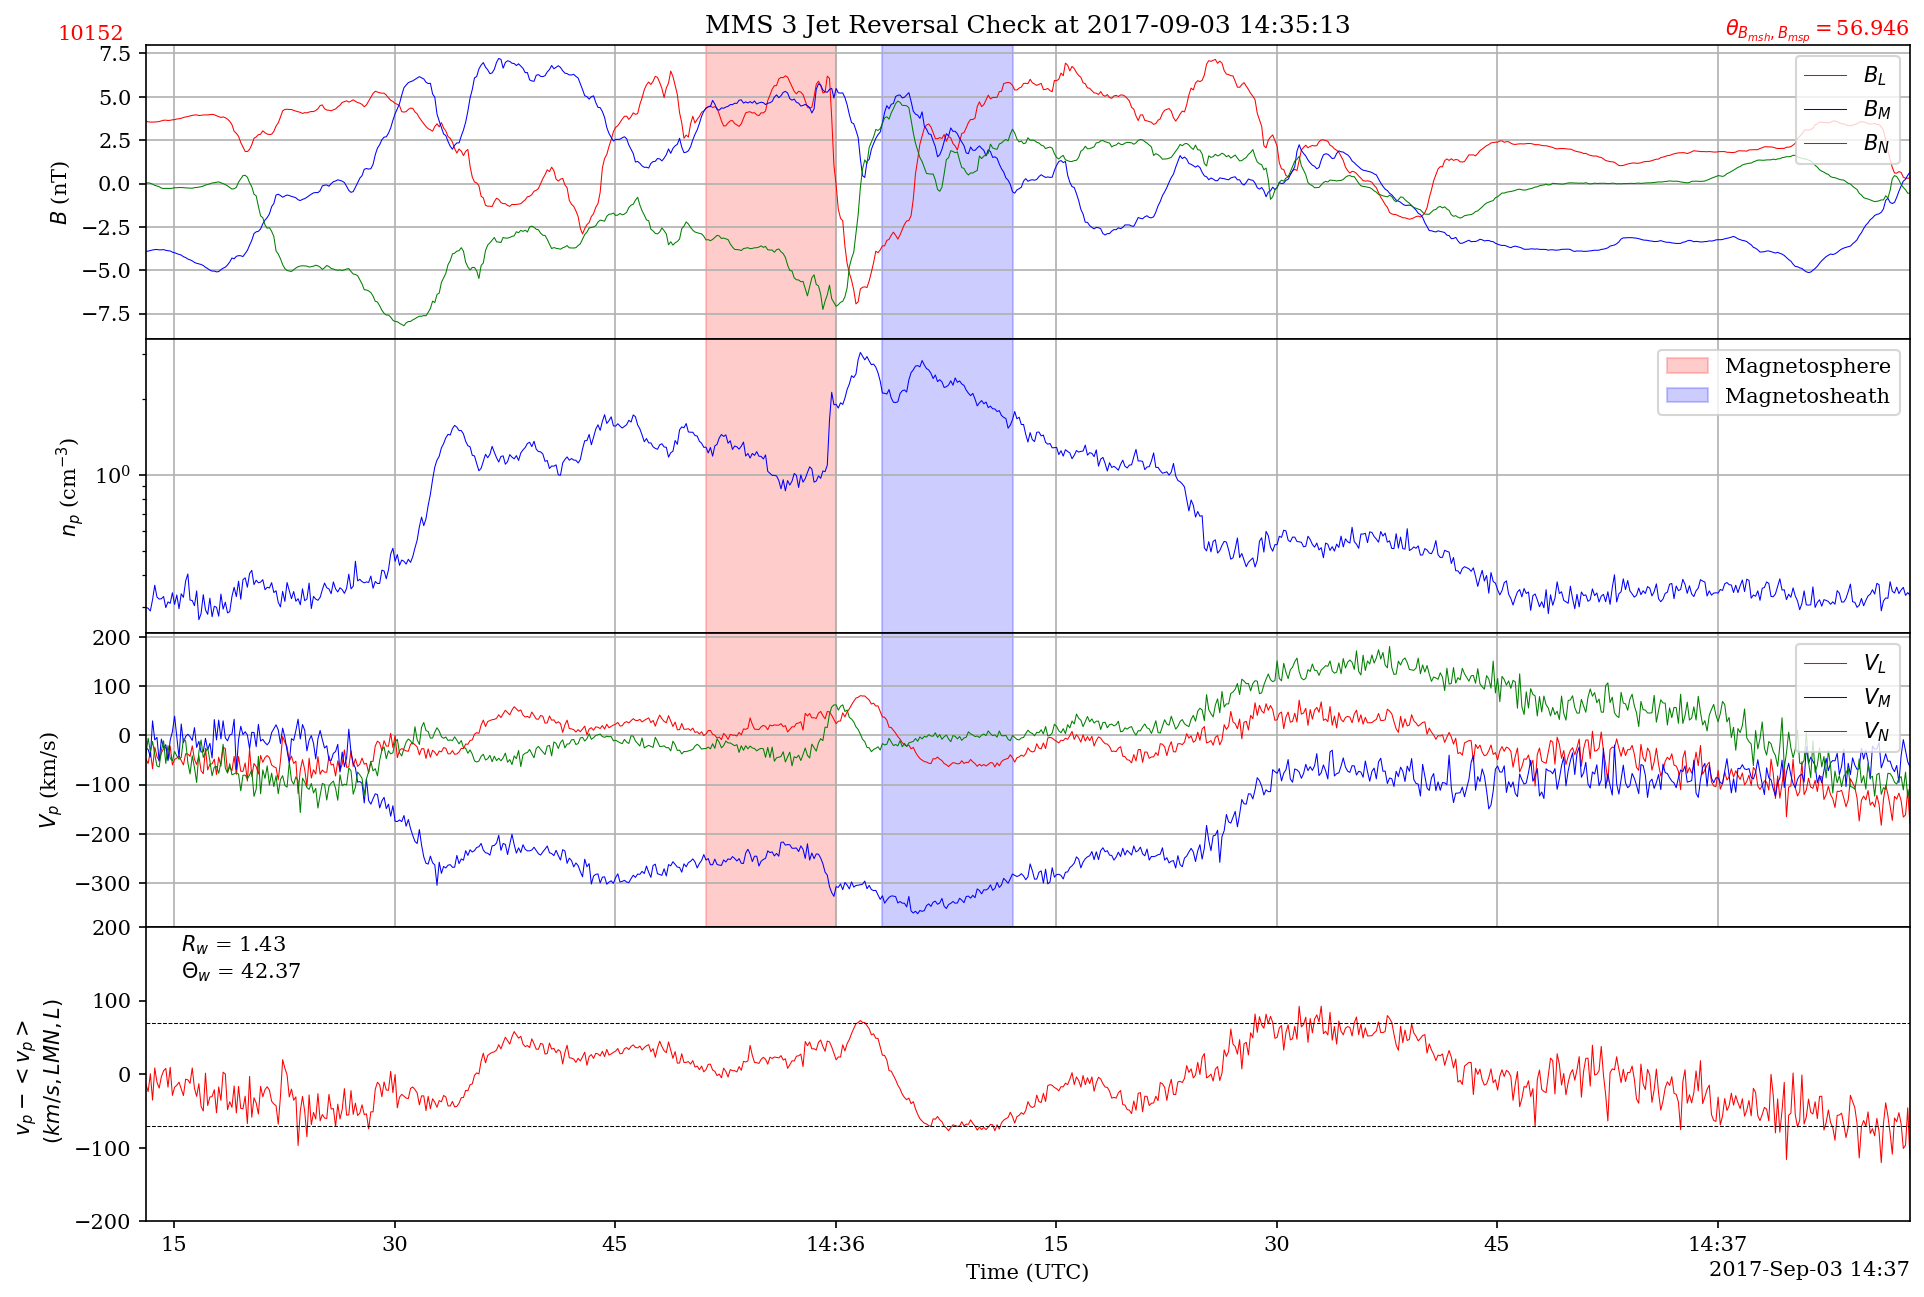 MMS 3 Jet Reversal Check at 2017-09-03 14:35:13
10152
θ_{B_{msh}, B_{msp}} = 56.946
7.5
5.0
2.5
0.0
−2.5
−5.0
−7.5
B (nT)
B_L
B_M
B_N
10^0
n_p (cm^{−3})
Magnetosphere
Magnetosheath
200
100
0
−100
−200
−300
V_p (km/s)
V_L
V_M
V_N
200
100
0
−100
−200
v_p − < v_p >
(km/s, LMN, L)
R_w = 1.43
Θ_w = 42.37
15
30
45
14:36
15
30
45
14:37
Time (UTC)
2017-Sep-03 14:37